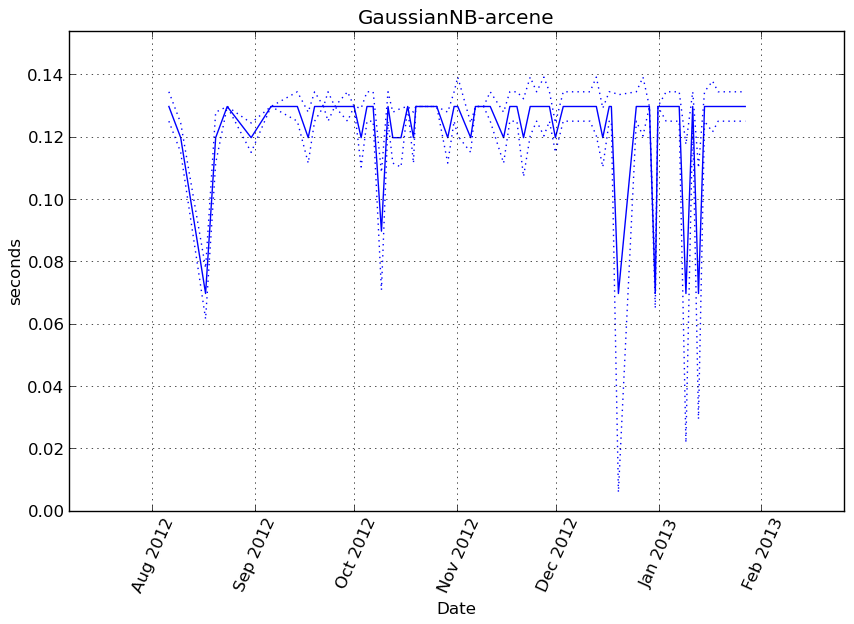 GaussianNB-arcene
0.14
0.12
0.10
0.08
0.06
0.04
0.02
0.00
seconds
Aug 2012
Sep 2012
Oct 2012
Nov 2012
Dec 2012
Jan 2013
Feb 2013
Date